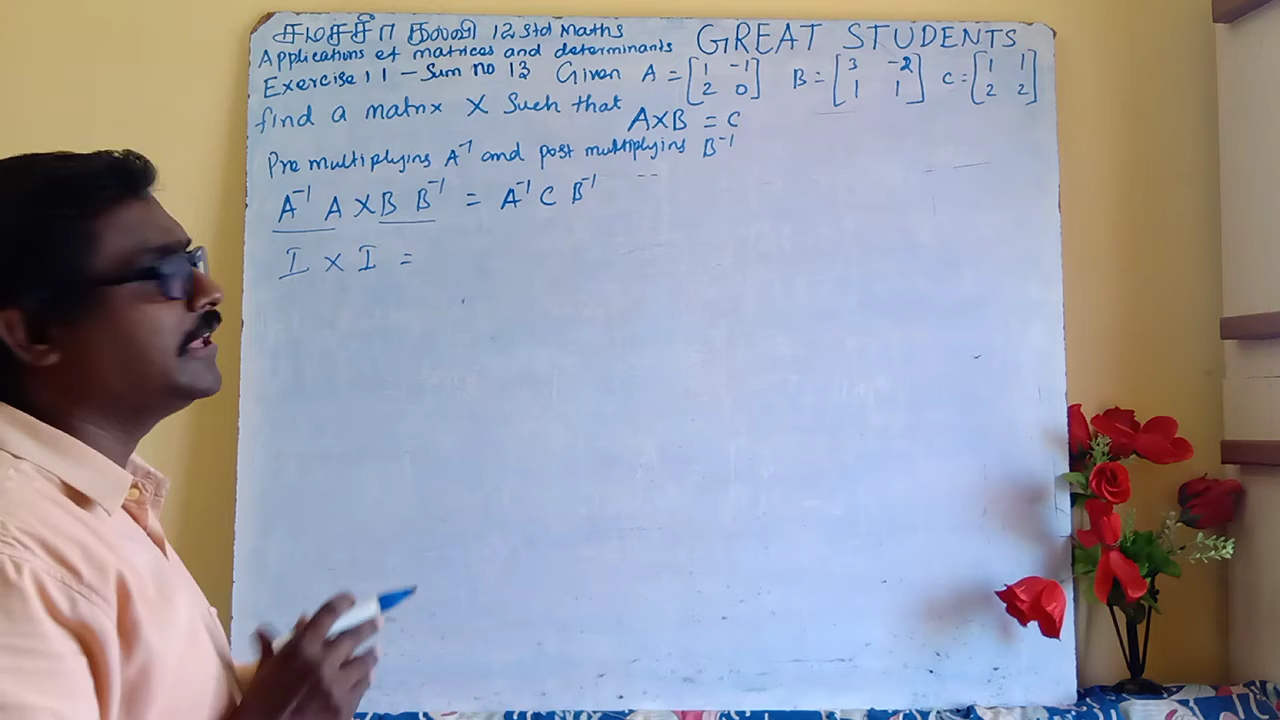 சமச்சீர் கல்வி 12 std Maths
GREAT STUDENTS
Applications of matrices and determinants
Exercise 1.1 - Sum no 13 Given A = [1 -1; 2 0] B = [3 -2; 1 1] C = [1 1; 2 2]
find a matrix X Such that
AXB = C
Pre multiplying A⁻¹ and post multiplying B⁻¹
A⁻¹ A X B B⁻¹ = A⁻¹ C B⁻¹
I X I =